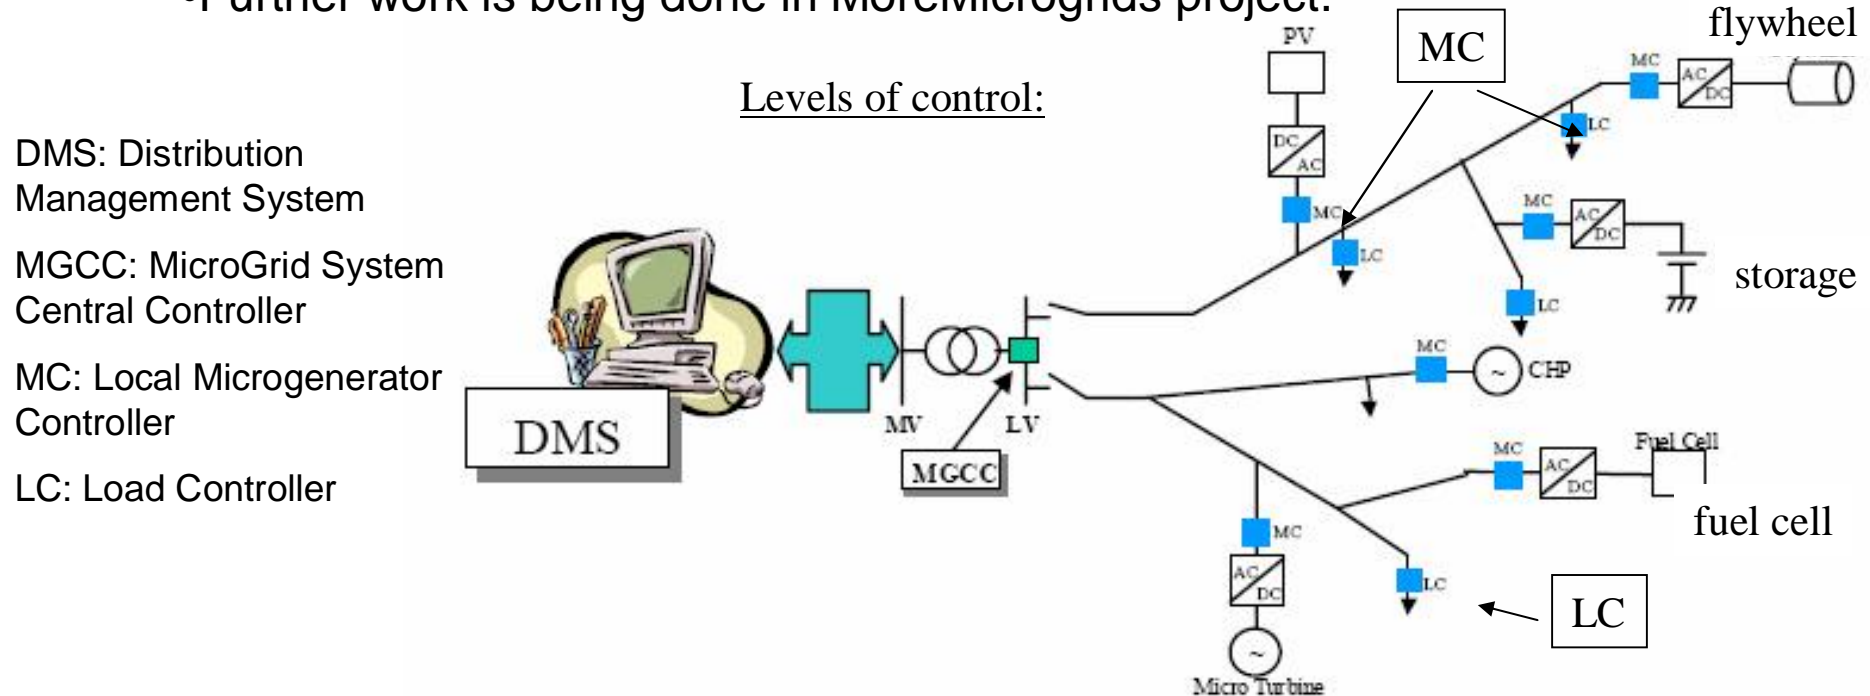 •Further work is being done in MoreMicrogrids project.
Levels of control:
DMS: Distribution
Management System
MGCC: MicroGrid System
Central Controller
MC: Local Microgenerator
Controller
LC: Load Controller
DMS
MV
LV
MGCC
PV
DC
AC
MC
LC
MC
MC
AC
DC
flywheel
LC
MC
AC
DC
storage
LC
MC
CHP
~
MC
AC
DC
Fuel Cell
fuel cell
MC
AC
DC
~
Micro Turbine
LC
LC